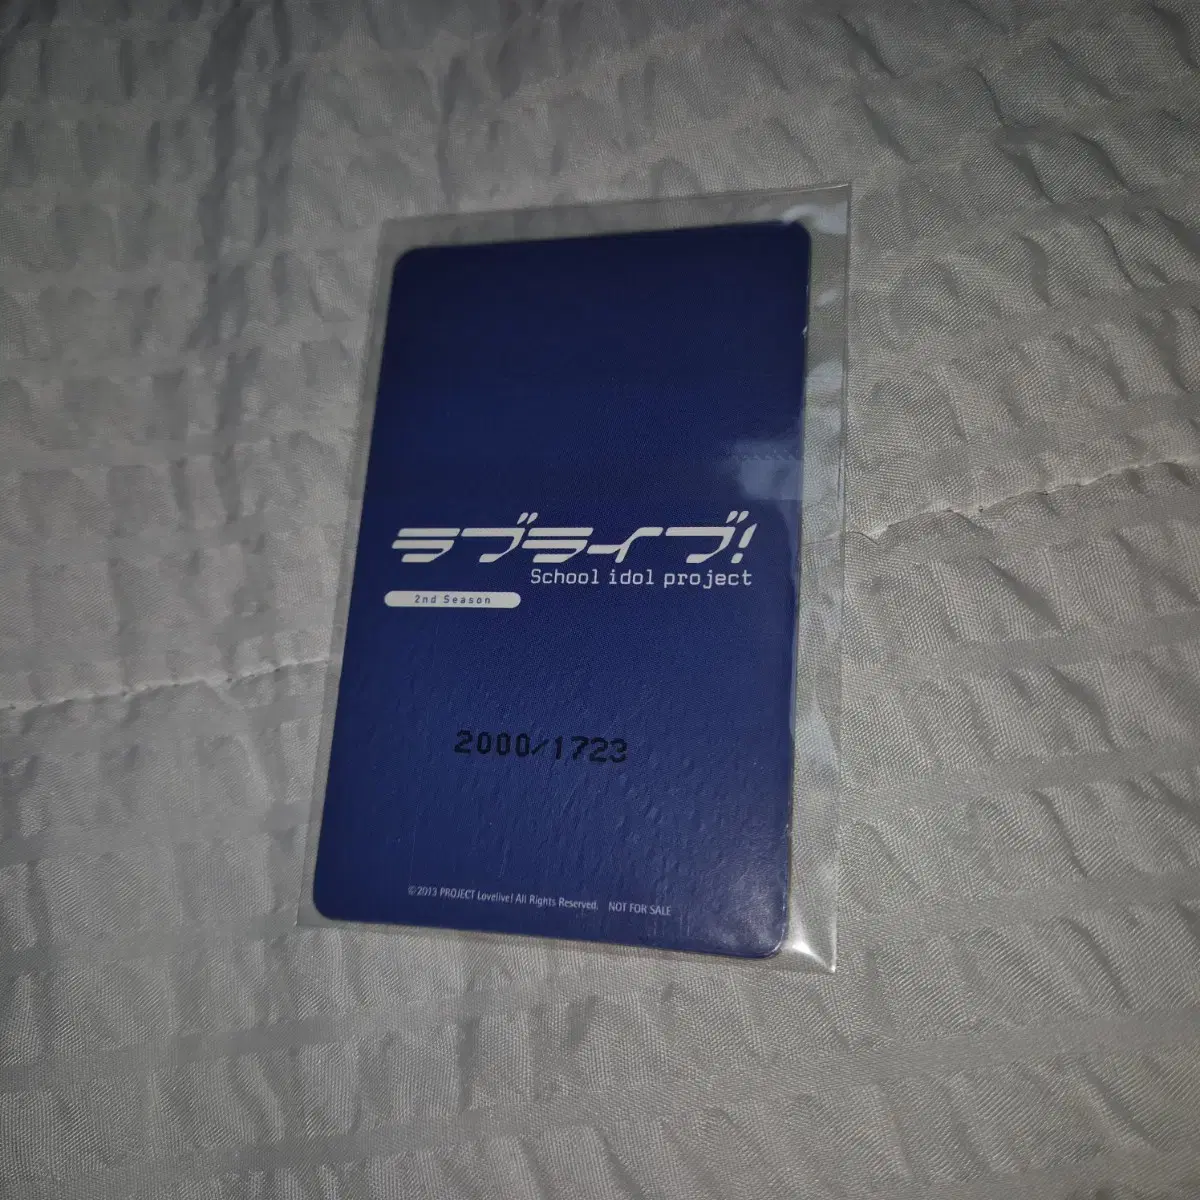 ラブライブ!
School idol project
2nd Season
2000/1723
©2013 PROJECT Lovelive! All Rights Reserved. NOT FOR SALE